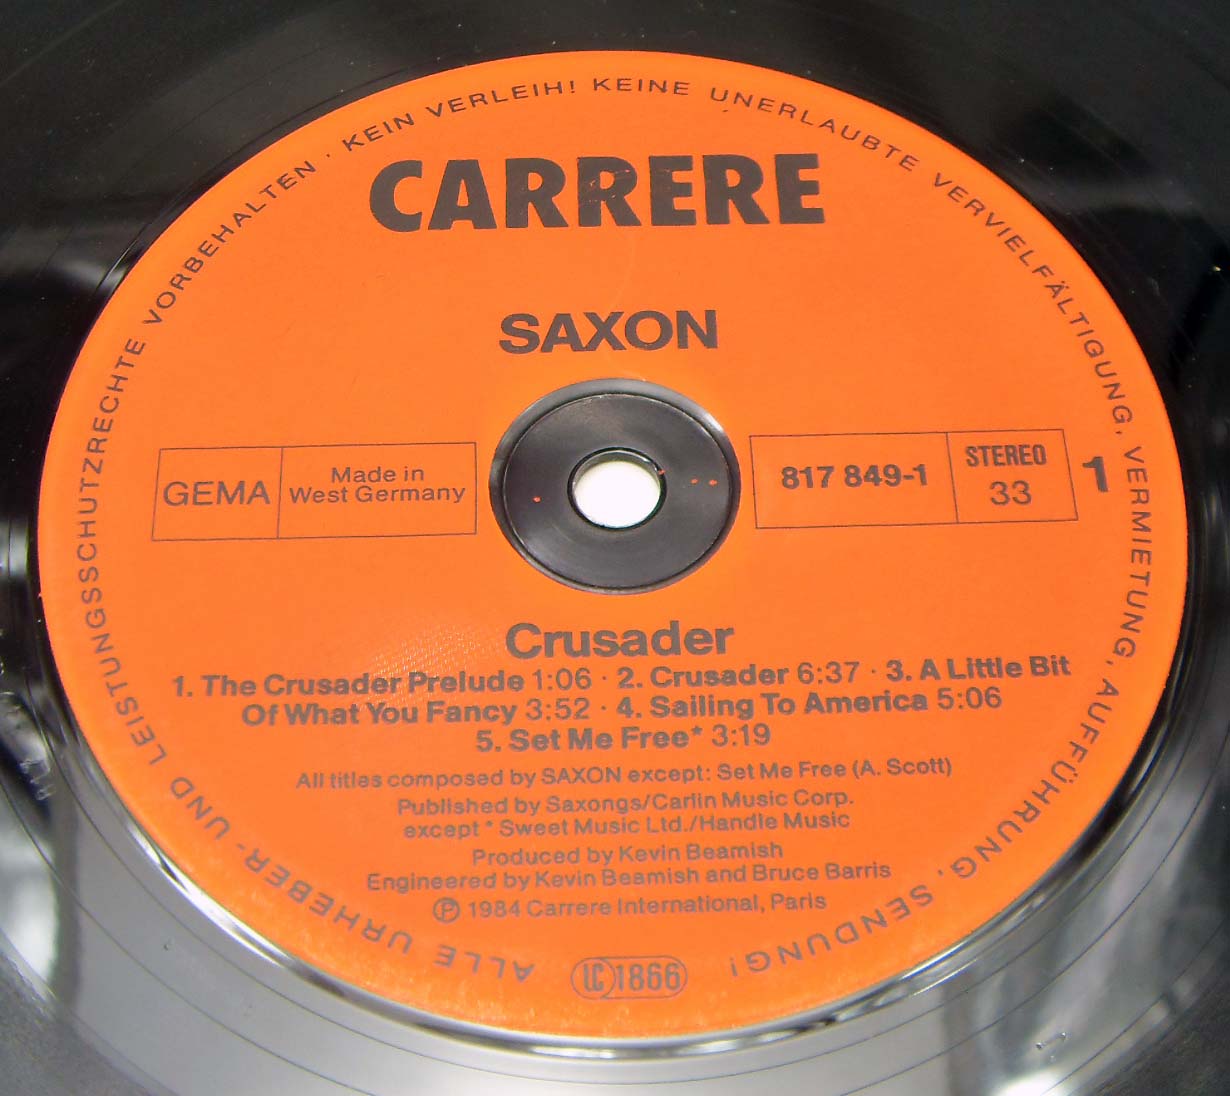 ALLE URHEBER- UND LEISTUNGSSCHUTZRECHTE VORBEHALTEN · KEIN VERLEIH! KEINE UNERLAUBTE VERVIELFÄLTIGUNG, VERMIETUNG, AUFFÜHRUNG, SENDUNG!
CARRERE
SAXON
GEMA
Made in
West Germany
817 849-1
STEREO
33
1
Crusader
1. The Crusader Prelude 1:06 · 2. Crusader 6:37 · 3. A Little Bit
Of What You Fancy 3:52 · 4. Sailing To America 5:06
5. Set Me Free* 3:19
All titles composed by SAXON except: Set Me Free (A. Scott)
Published by Saxongs/Carlin Music Corp.
except * Sweet Music Ltd./Handle Music
Produced by Kevin Beamish
Engineered by Kevin Beamish and Bruce Barris
Ⓟ 1984 Carrere International, Paris
LC 1866